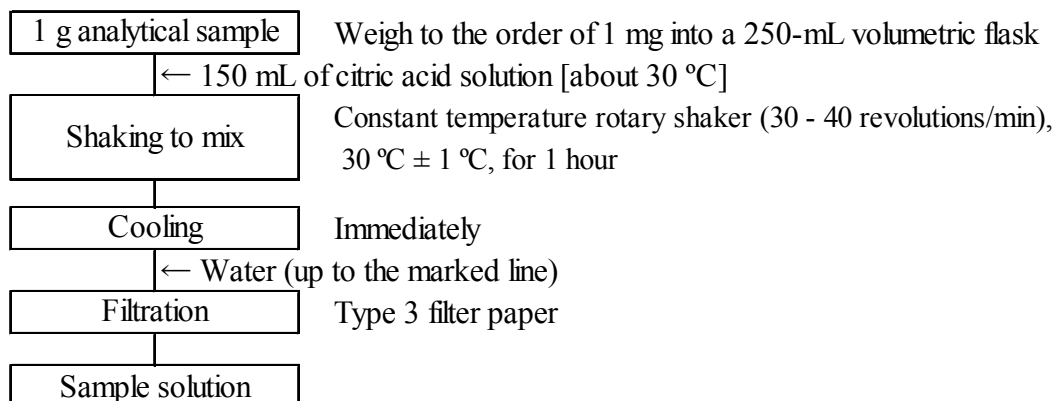 1 g analytical sample Weigh to the order of 1 mg into a 250-mL volumetric flask
← 150 mL of citric acid solution [about 30 ºC]
Shaking to mix
Constant temperature rotary shaker (30 - 40 revolutions/min),
30 ºC ± 1 ºC, for 1 hour
Cooling Immediately
← Water (up to the marked line)
Filtration Type 3 filter paper
Sample solution